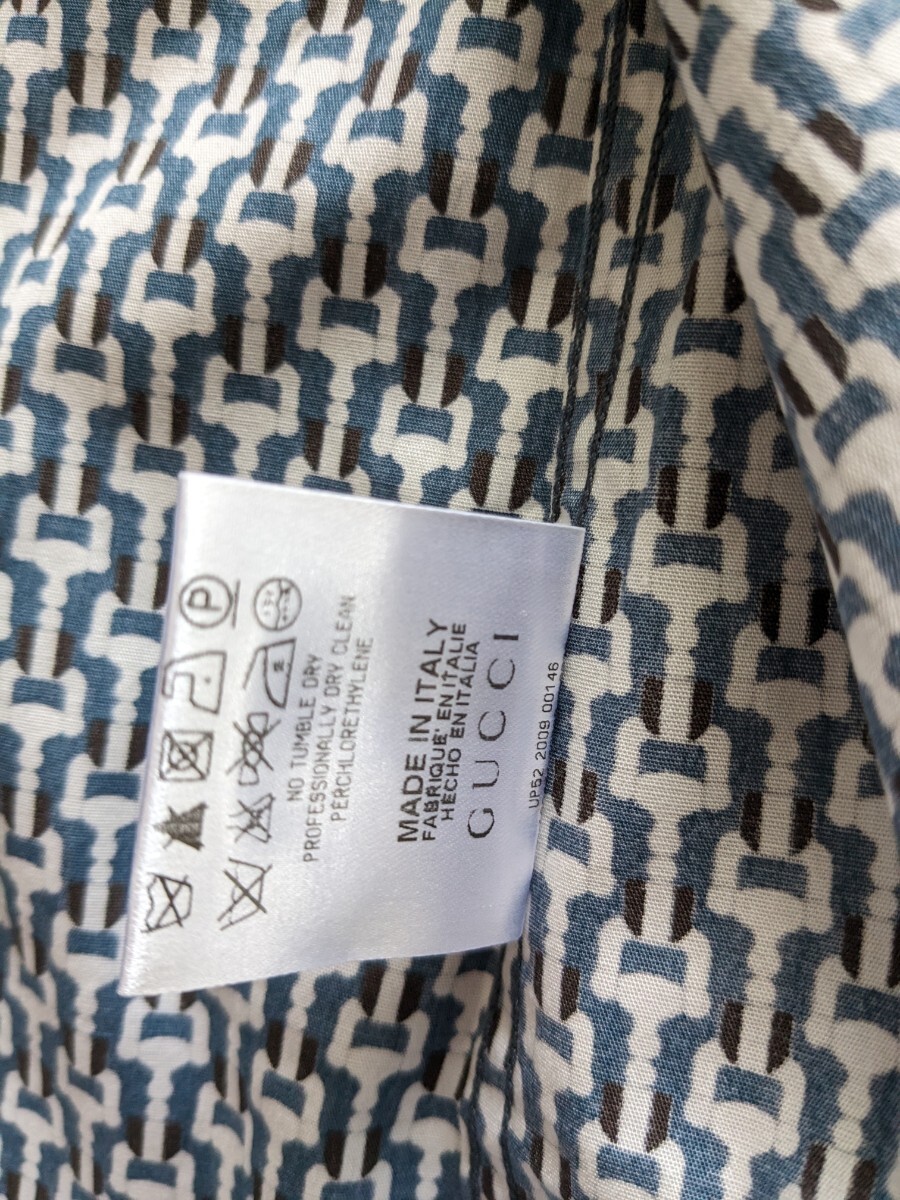 NO TUMBLE DRY
PROFESSIONALLY DRY CLEAN
PERCHLORETHYLENE
MADE IN ITALY
FABRIQUE' EN ITALIE
HECHO EN ITALIA
GUCCI
UP52 2009 00146